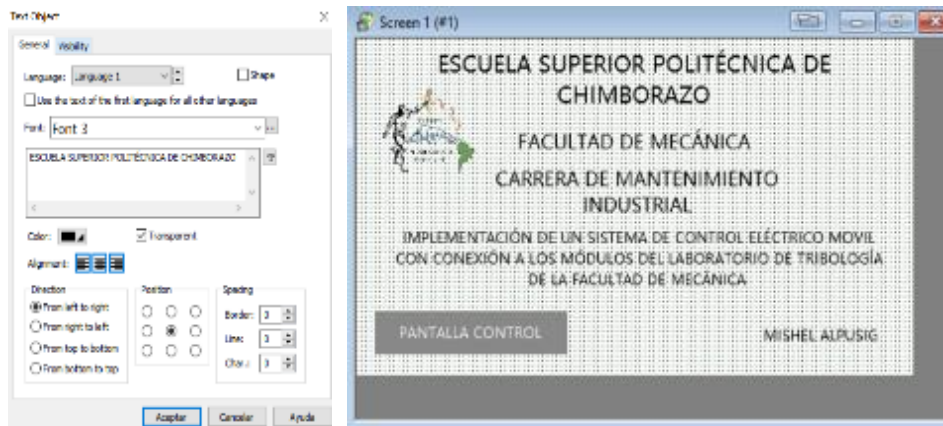 Text Object
General Visibility
Language: Language 1 Shape
Use the text of the first language for all other languages
Font: Font 3
ESCUELA SUPERIOR POLITÉCNICA DE CHIMBORAZO
Color: Transparent
Alignment:
Direction Position Spacing
From left to right Border: 3
From right to left Line: 3
From top to bottom Char.: 3
From bottom to top
Aceptar Cancelar Ayuda
Screen 1 (#1)
ESCUELA SUPERIOR POLITÉCNICA DE
CHIMBORAZO
FACULTAD DE MECÁNICA
CARRERA DE MANTENIMIENTO
INDUSTRIAL
IMPLEMENTACIÓN DE UN SISTEMA DE CONTROL ELÉCTRICO MOVIL
CON CONEXIÓN A LOS MÓDULOS DEL LABORATORIO DE TRIBOLOGÍA
DE LA FACULTAD DE MECÁNICA
PANTALLA CONTROL
MISHEL ALPUSIG